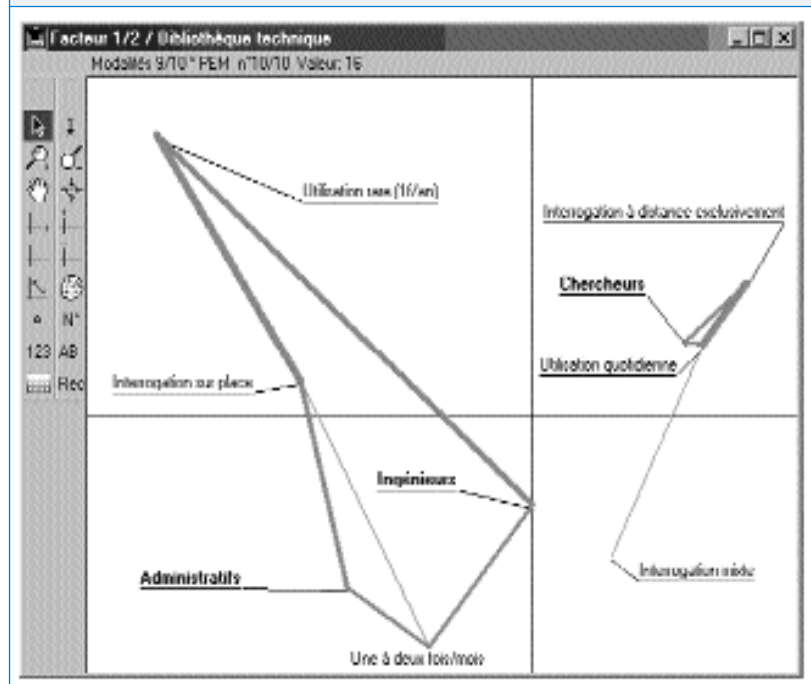 Facteur 1/2 / Bibliothèque technique
Modalités 9/10 * PEM n°10/10 Valeur: 16
N°
123 AB
Rec
Utilisation rare (1δ/an)
Interrogation à distance exclusivement
Chercheurs
Utilisation quotidienne
Interrogation sur place
Ingénieurs
Administratifs
Interrogation mixte
Une à deux fois/mois